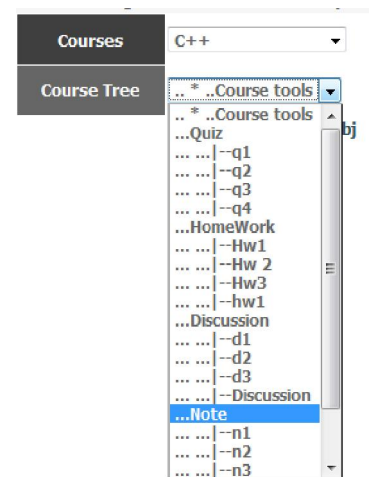 Courses C++
Course Tree .. * ..Course tools
.. * ..Course tools
bj
...Quiz
... ...|--q1
... ...|--q2
... ...|--q3
... ...|--q4
...HomeWork
... ...|--Hw1
... ...|--Hw 2
... ...|--Hw3
... ...|--hw1
...Discussion
... ...|--d1
... ...|--d2
... ...|--d3
... ...|--Discussion
...Note
... ...|--n1
... ...|--n2
... ...|--n3